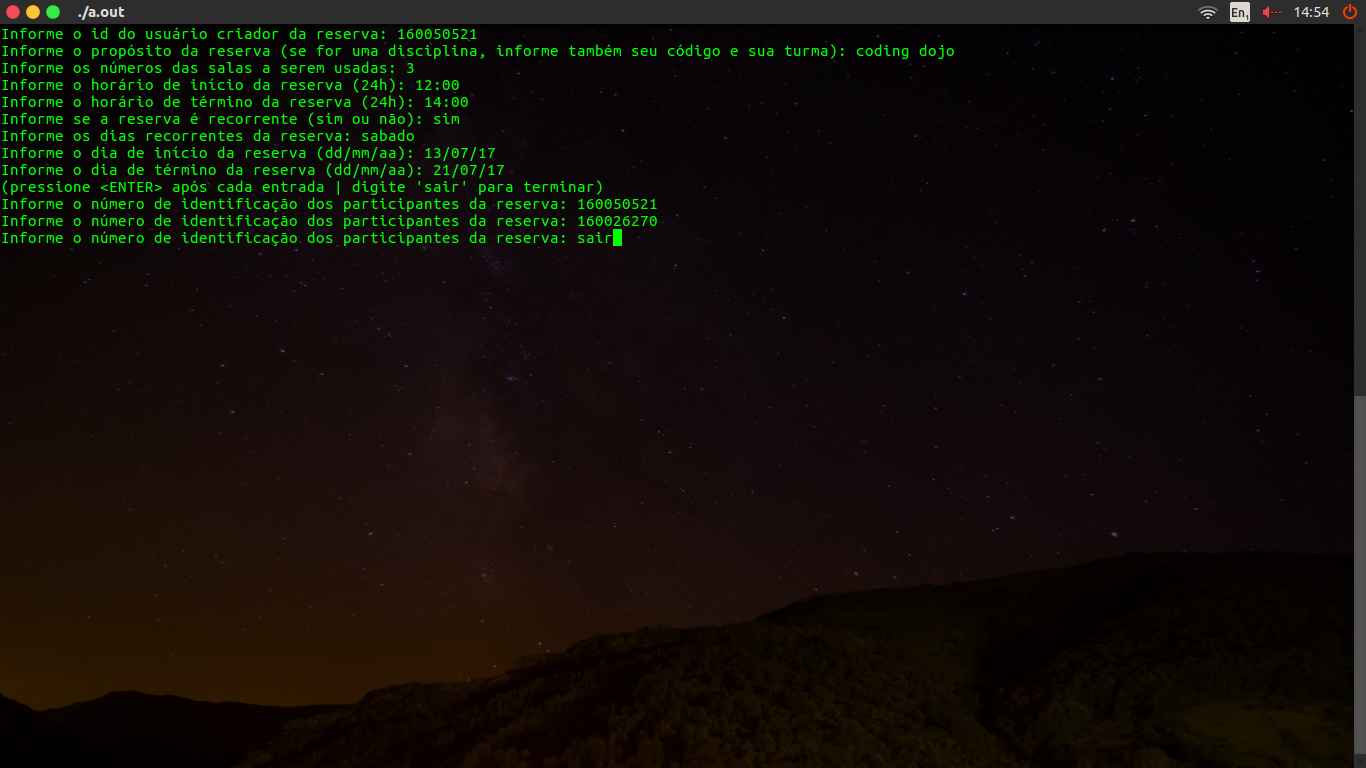 ./a.out
En1
14:54
Informe o id do usuário criador da reserva: 160050521
Informe o propósito da reserva (se for uma disciplina, informe também seu código e sua turma): coding dojo
Informe os números das salas a serem usadas: 3
Informe o horário de início da reserva (24h): 12:00
Informe o horário de término da reserva (24h): 14:00
Informe se a reserva é recorrente (sim ou não): sim
Informe os dias recorrentes da reserva: sabado
Informe o dia de início da reserva (dd/mm/aa): 13/07/17
Informe o dia de término da reserva (dd/mm/aa): 21/07/17
(pressione <ENTER> após cada entrada | digite 'sair' para terminar)
Informe o número de identificação dos participantes da reserva: 160050521
Informe o número de identificação dos participantes da reserva: 160026270
Informe o número de identificação dos participantes da reserva: sair